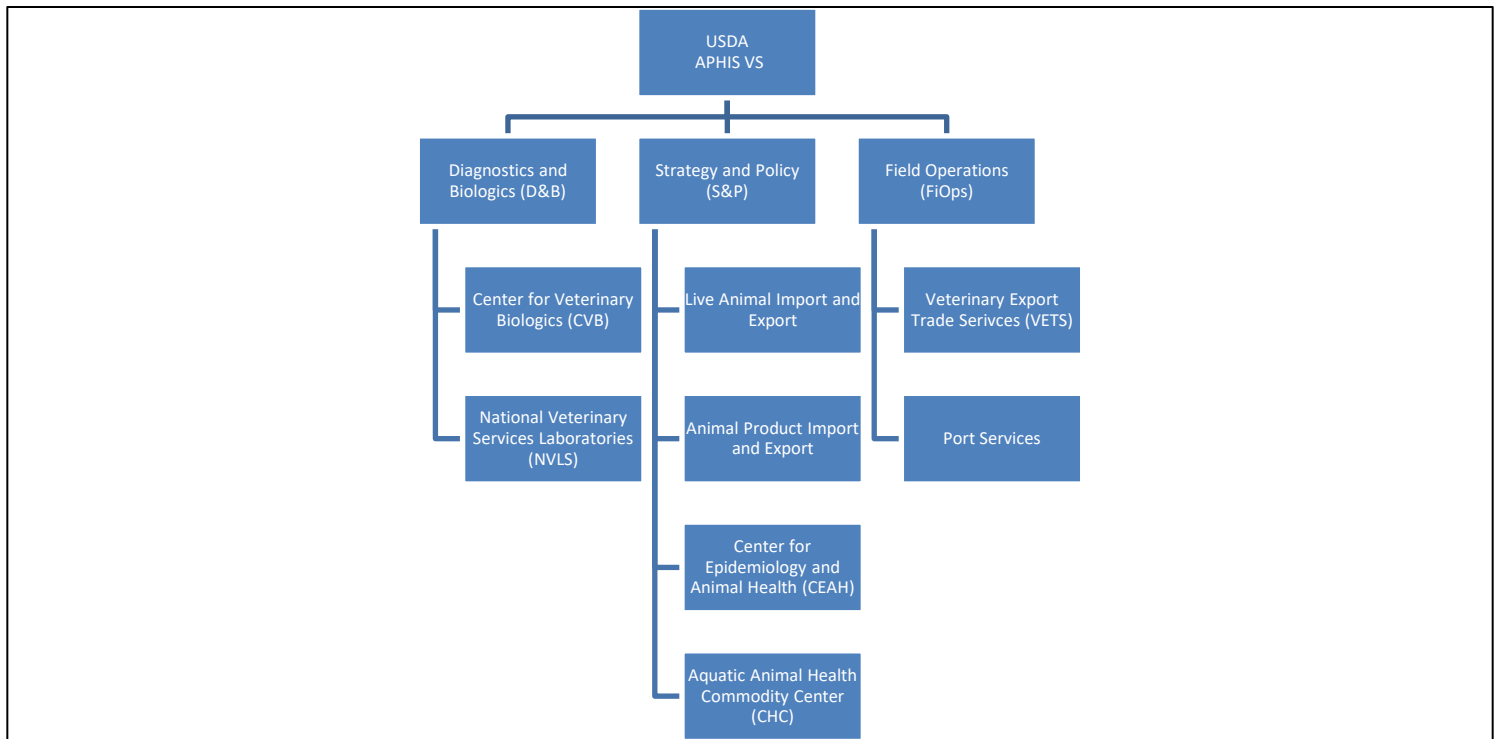 USDA
APHIS VS
Diagnostics and
Biologics (D&B)
Center for Veterinary
Biologics (CVB)
National Veterinary
Services Laboratories
(NVLS)
Strategy and Policy
(S&P)
Live Animal Import and
Export
Animal Product Import
and Export
Center for
Epidemiology and
Animal Health (CEAH)
Aquatic Animal Health
Commodity Center
(CHC)
Field Operations
(FiOps)
Veterinary Export
Trade Serivces (VETS)
Port Services